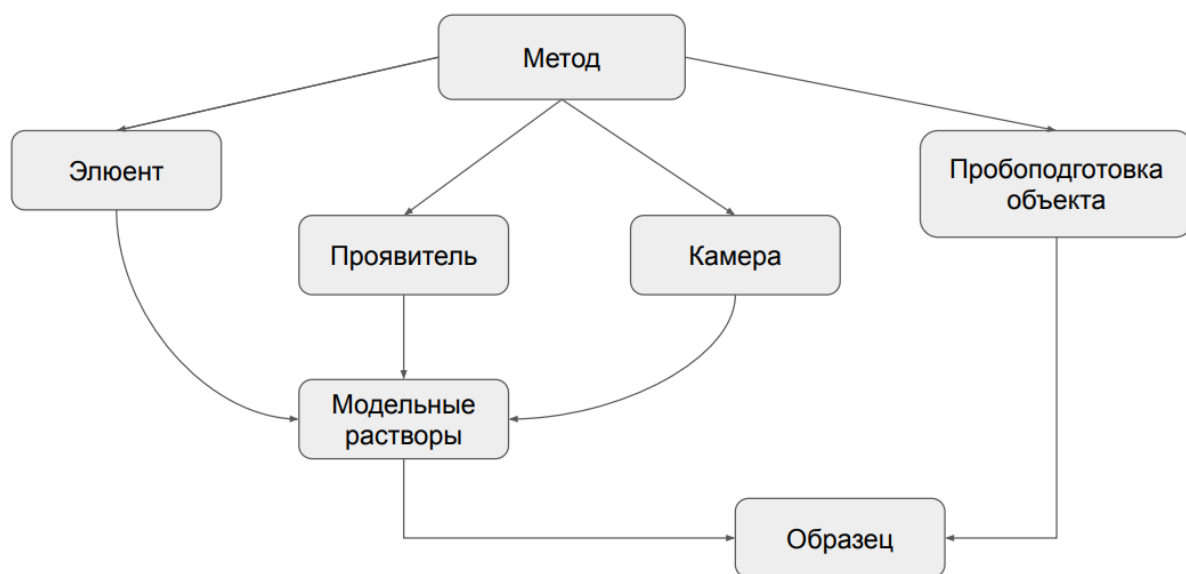 Метод
Элюент
Пробоподготовка
объекта
Проявитель
Камера
Модельные
растворы
Образец